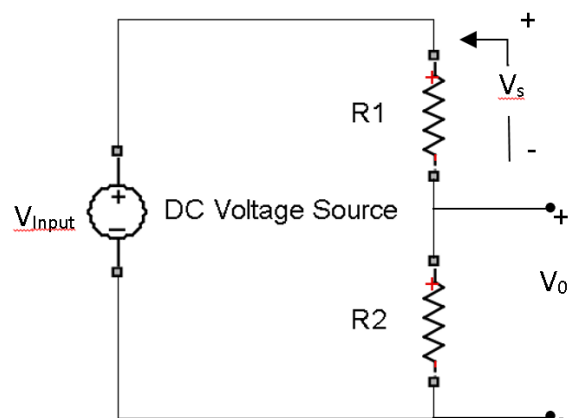 +
Vs
R1
-
+
VInput
DC Voltage Source
+
−
+
V0
R2
+
-